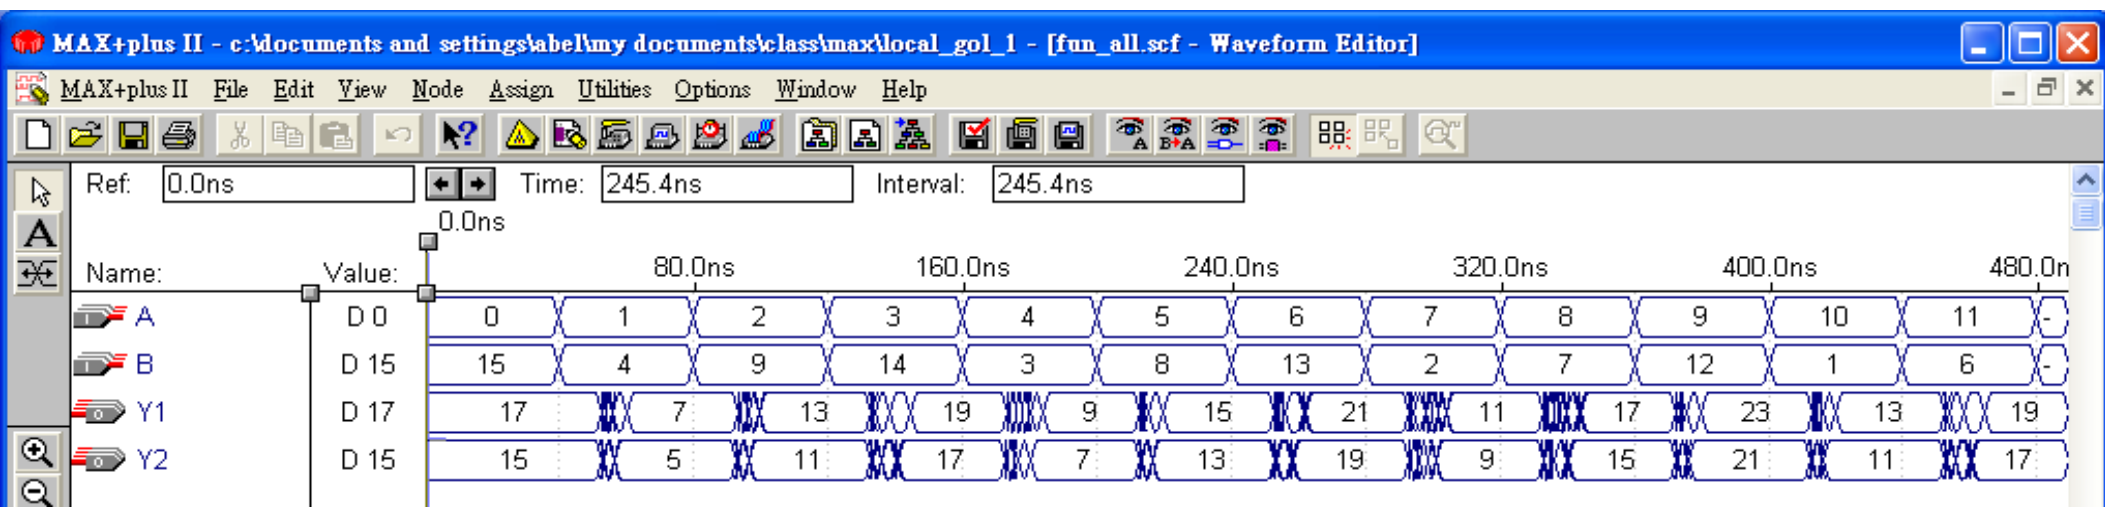 MAX+plus II - c:\documents and settings\abel\my documents\class\max\local_gol_1 - [fun_all.scf - Waveform Editor]
MAX+plus II File Edit View Node Assign Utilities Options Window Help
Ref: 0.0ns Time: 245.4ns Interval: 245.4ns
0.0ns
Name: Value: 80.0ns 160.0ns 240.0ns 320.0ns 400.0ns 480.0n
A D 0 0 1 2 3 4 5 6 7 8 9 10 11 -
B D 15 15 4 9 14 3 8 13 2 7 12 1 6 -
Y1 D 17 17 7 13 19 9 15 21 11 17 23 13 19
Y2 D 15 15 5 11 17 7 13 19 9 15 21 11 17